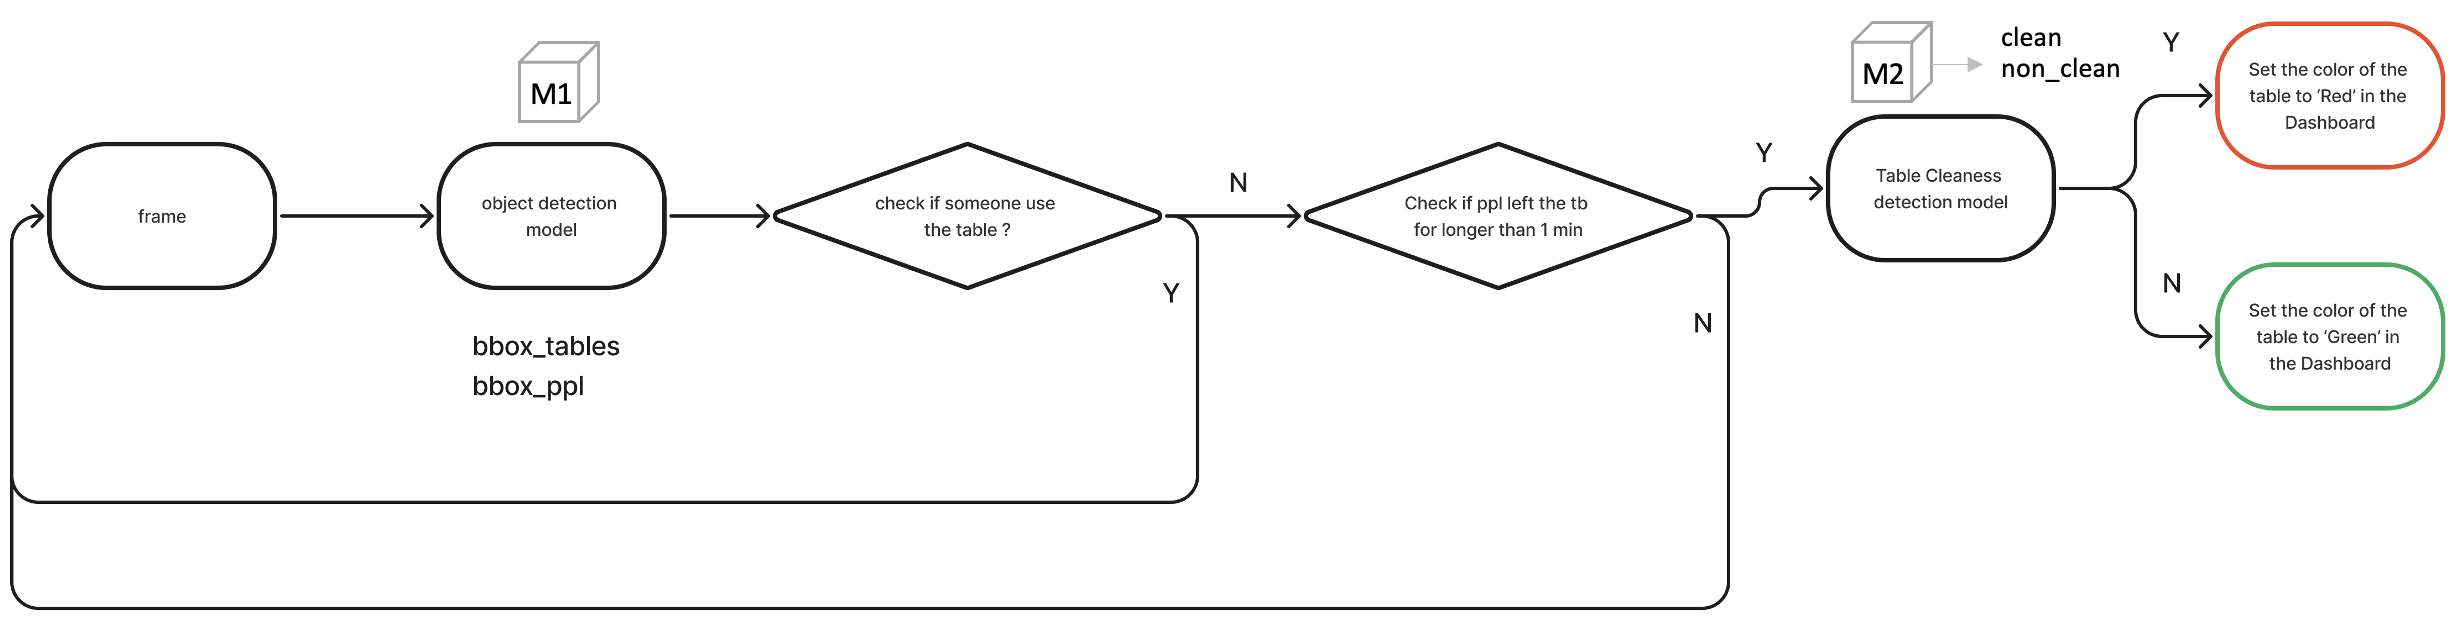 M1
M2
clean
non_clean
Y
Set the color of the
table to ‘Red’ in the
Dashboard
frame
object detection
model
check if someone use
the table ?
N
Check if ppl left the tb
for longer than 1 min
Y
Table Cleaness
detection model
Y
N
N
Set the color of the
table to ‘Green’ in
the Dashboard
bbox_tables
bbox_ppl